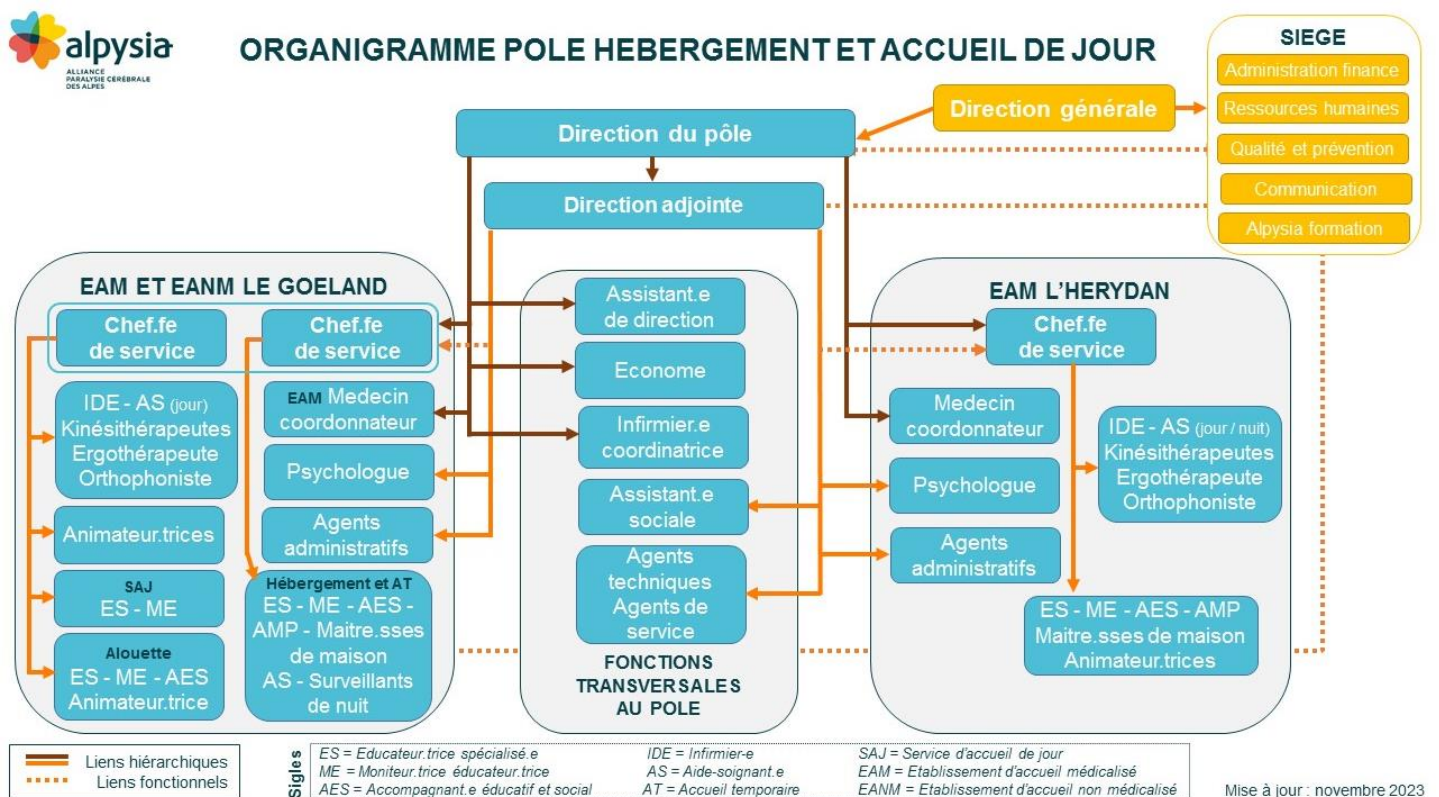 alpysia
ALLIANCE
PARALYSIE CÉRÉBRALE
DES ALPES
ORGANIGRAMME POLE HEBERGEMENT ET ACCUEIL DE JOUR
SIEGE
Administration finance
Ressources humaines
Qualité et prévention
Communication
Alpysia formation
Direction générale
Direction du pôle
Direction adjointe
EAM ET EANM LE GOELAND
Chef.fe
de service
Chef.fe
de service
IDE - AS (jour)
Kinésithérapeutes
Ergothérapeute
Orthophoniste
Animateur.trices
SAJ
ES - ME
Alouette
ES - ME - AES
Animateur.trice
EAM Medecin
coordonnateur
Psychologue
Agents
administratifs
Hébergement et AT
ES - ME - AES -
AMP - Maitre.sses
de maison
AS - Surveillants
de nuit
Assistant.e
de direction
Econome
Infirmier.e
coordinatrice
Assistant.e
sociale
Agents
techniques
Agents de
service
FONCTIONS
TRANSVERSALES
AU POLE
EAM L'HERYDAN
Chef.fe
de service
Medecin
coordonnateur
Psychologue
Agents
administratifs
IDE - AS (jour / nuit)
Kinésithérapeutes
Ergothérapeute
Orthophoniste
ES - ME - AES - AMP
Maitre.sses de maison
Animateur.trices
Liens hiérarchiques
Liens fonctionnels
Sigles
ES = Educateur.trice spécialisé.e
ME = Moniteur.trice éducateur.trice
AES = Accompagnant.e éducatif et social
IDE = Infirmier-e
AS = Aide-soignant.e
AT = Accueil temporaire
SAJ = Service d'accueil de jour
EAM = Etablissement d'accueil médicalisé
EANM = Etablissement d'accueil non médicalisé
Mise à jour : novembre 2023